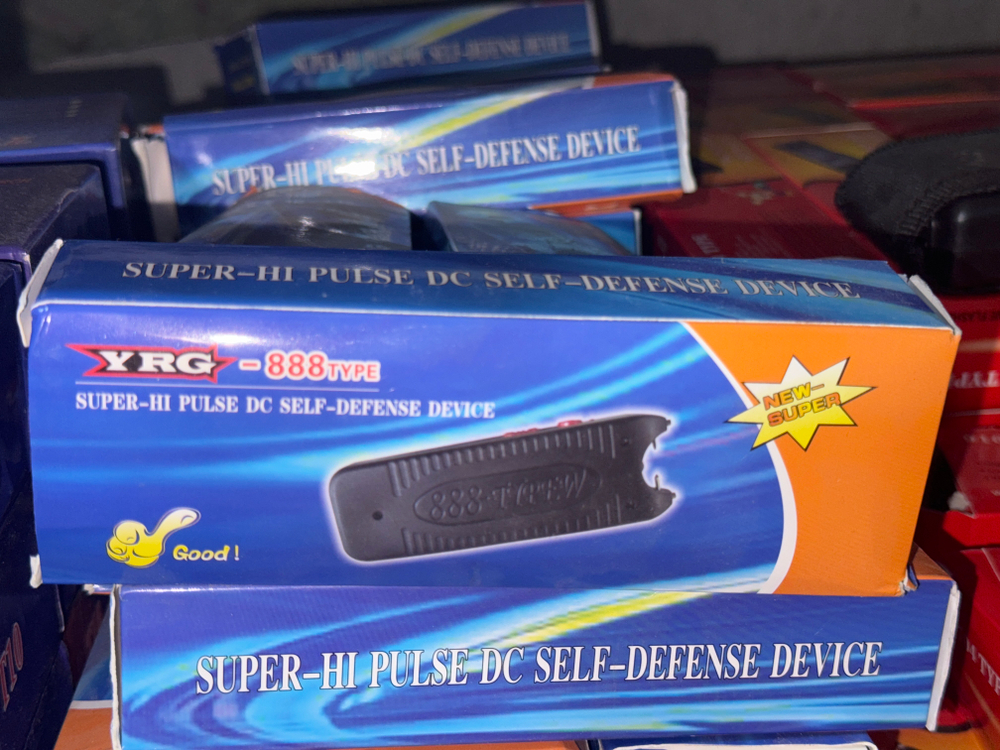 SUPER-HI PULSE DC SELF-DEFENSE DEVICE
SUPER-HI PULSE DC SELF-DEFENSE DEVICE
SUPER-HI PULSE DC SELF-DEFENSE DEVICE
YRG -888TYPE
SUPER-HI PULSE DC SELF-DEFENSE DEVICE
NEW-
SUPER
Good!
SUPER-HI PULSE DC SELF-DEFENSE DEVICE